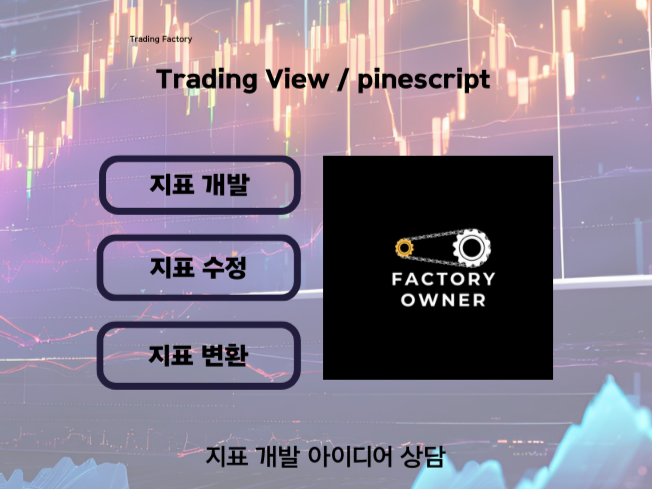 Trading Factory
Trading View / pinescript
지표 개발
지표 수정
지표 변환
FACTORY
OWNER
지표 개발 아이디어 상담